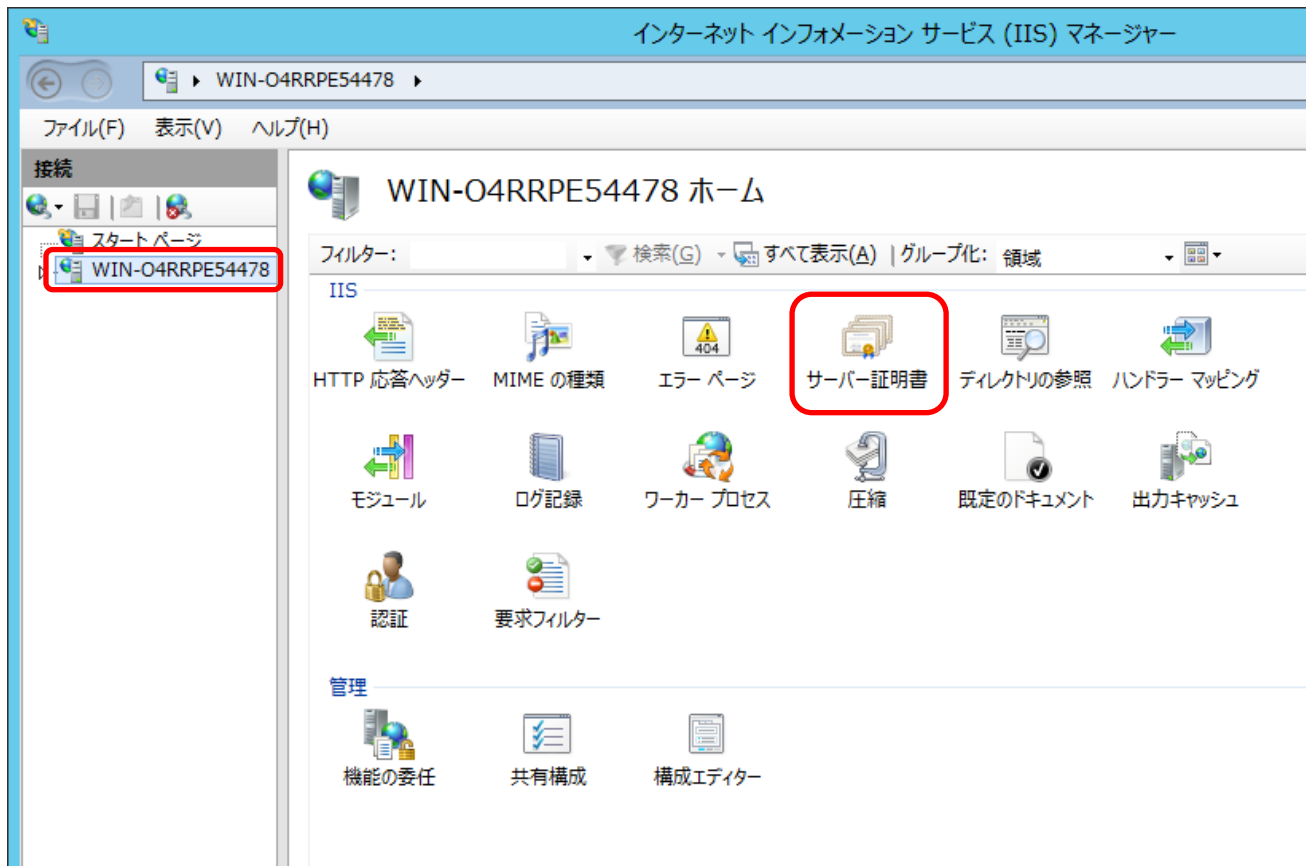 インターネット インフォメーション サービス (IIS) マネージャー
WIN-O4RRPE54478
ファイル(F) 表示(V) ヘルプ(H)
接続
スタート ページ
WIN-O4RRPE54478
WIN-O4RRPE54478 ホーム
フィルター: 検索(G) すべて表示(A) グループ化: 領域
IIS
404
HTTP 応答ヘッダー MIME の種類 エラー ページ サーバー証明書 ディレクトリの参照 ハンドラー マッピング
モジュール ログ記録 ワーカー プロセス 圧縮 既定のドキュメント 出力キャッシュ
認証 要求フィルター
管理
機能の委任 共有構成 構成エディター